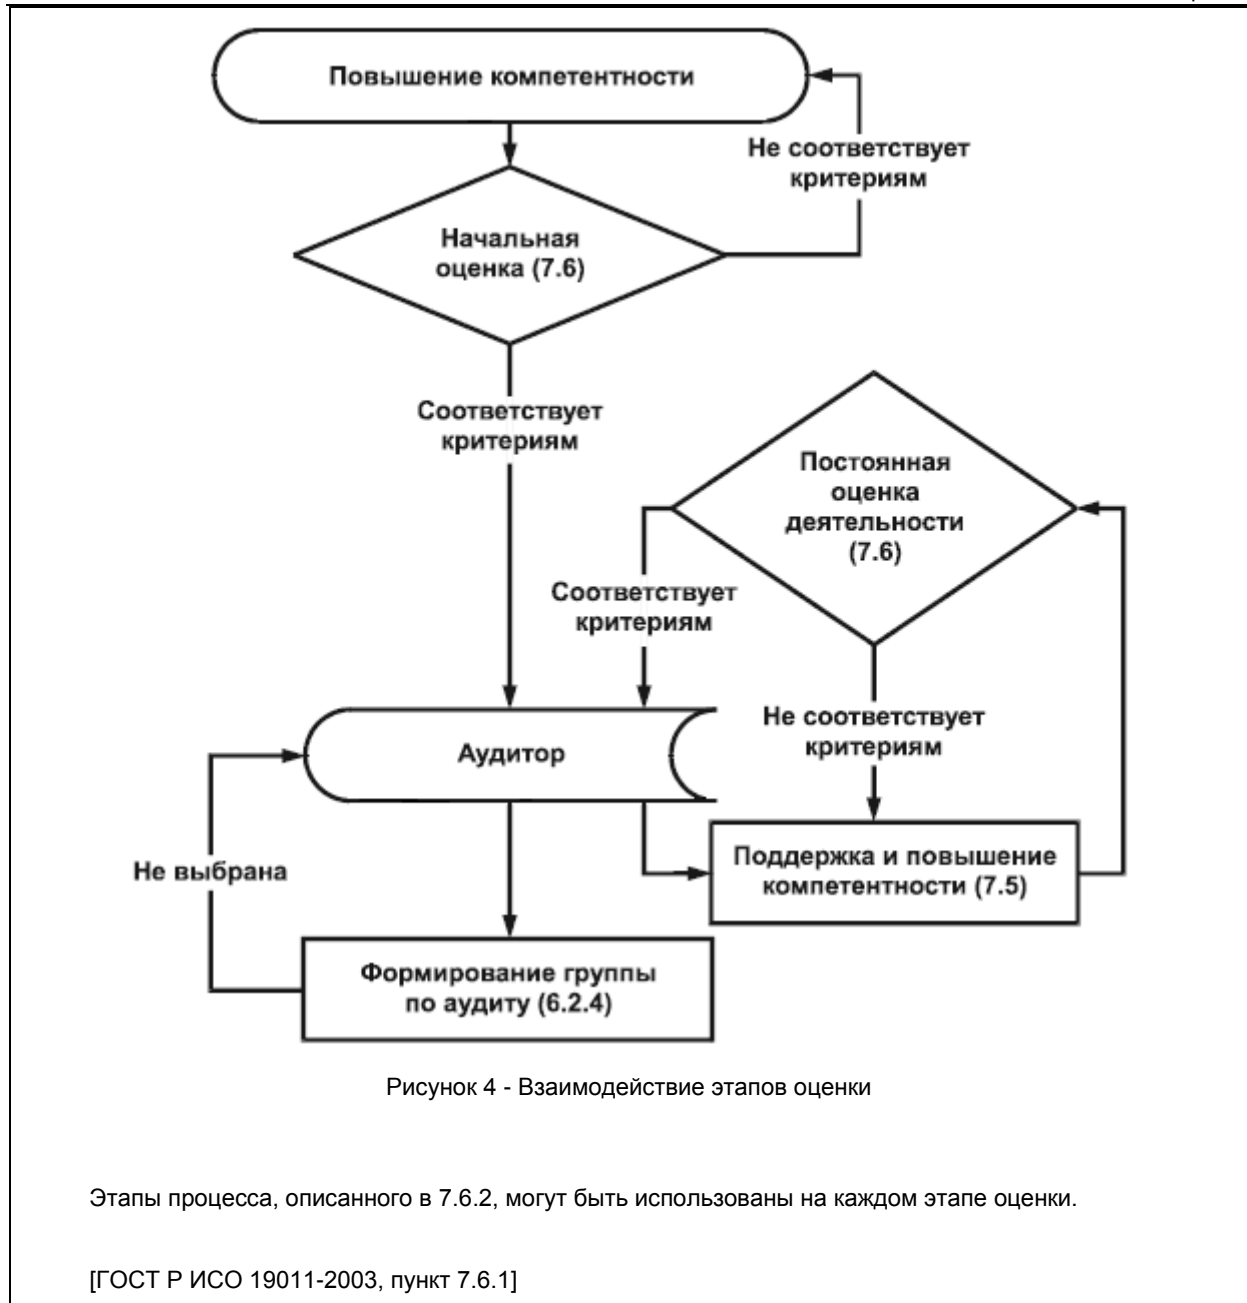 Повышение компетентности
Не соответствует
критериям
Начальная
оценка (7.6)
Соответствует
критериям
Постоянная
оценка
деятельности
(7.6)
Соответствует
критериям
Не соответствует
критериям
Аудитор
Не выбрана
Поддержка и повышение
компетентности (7.5)
Формирование группы
по аудиту (6.2.4)
Рисунок 4 - Взаимодействие этапов оценки
Этапы процесса, описанного в 7.6.2, могут быть использованы на каждом этапе оценки.
[ГОСТ Р ИСО 19011-2003, пункт 7.6.1]